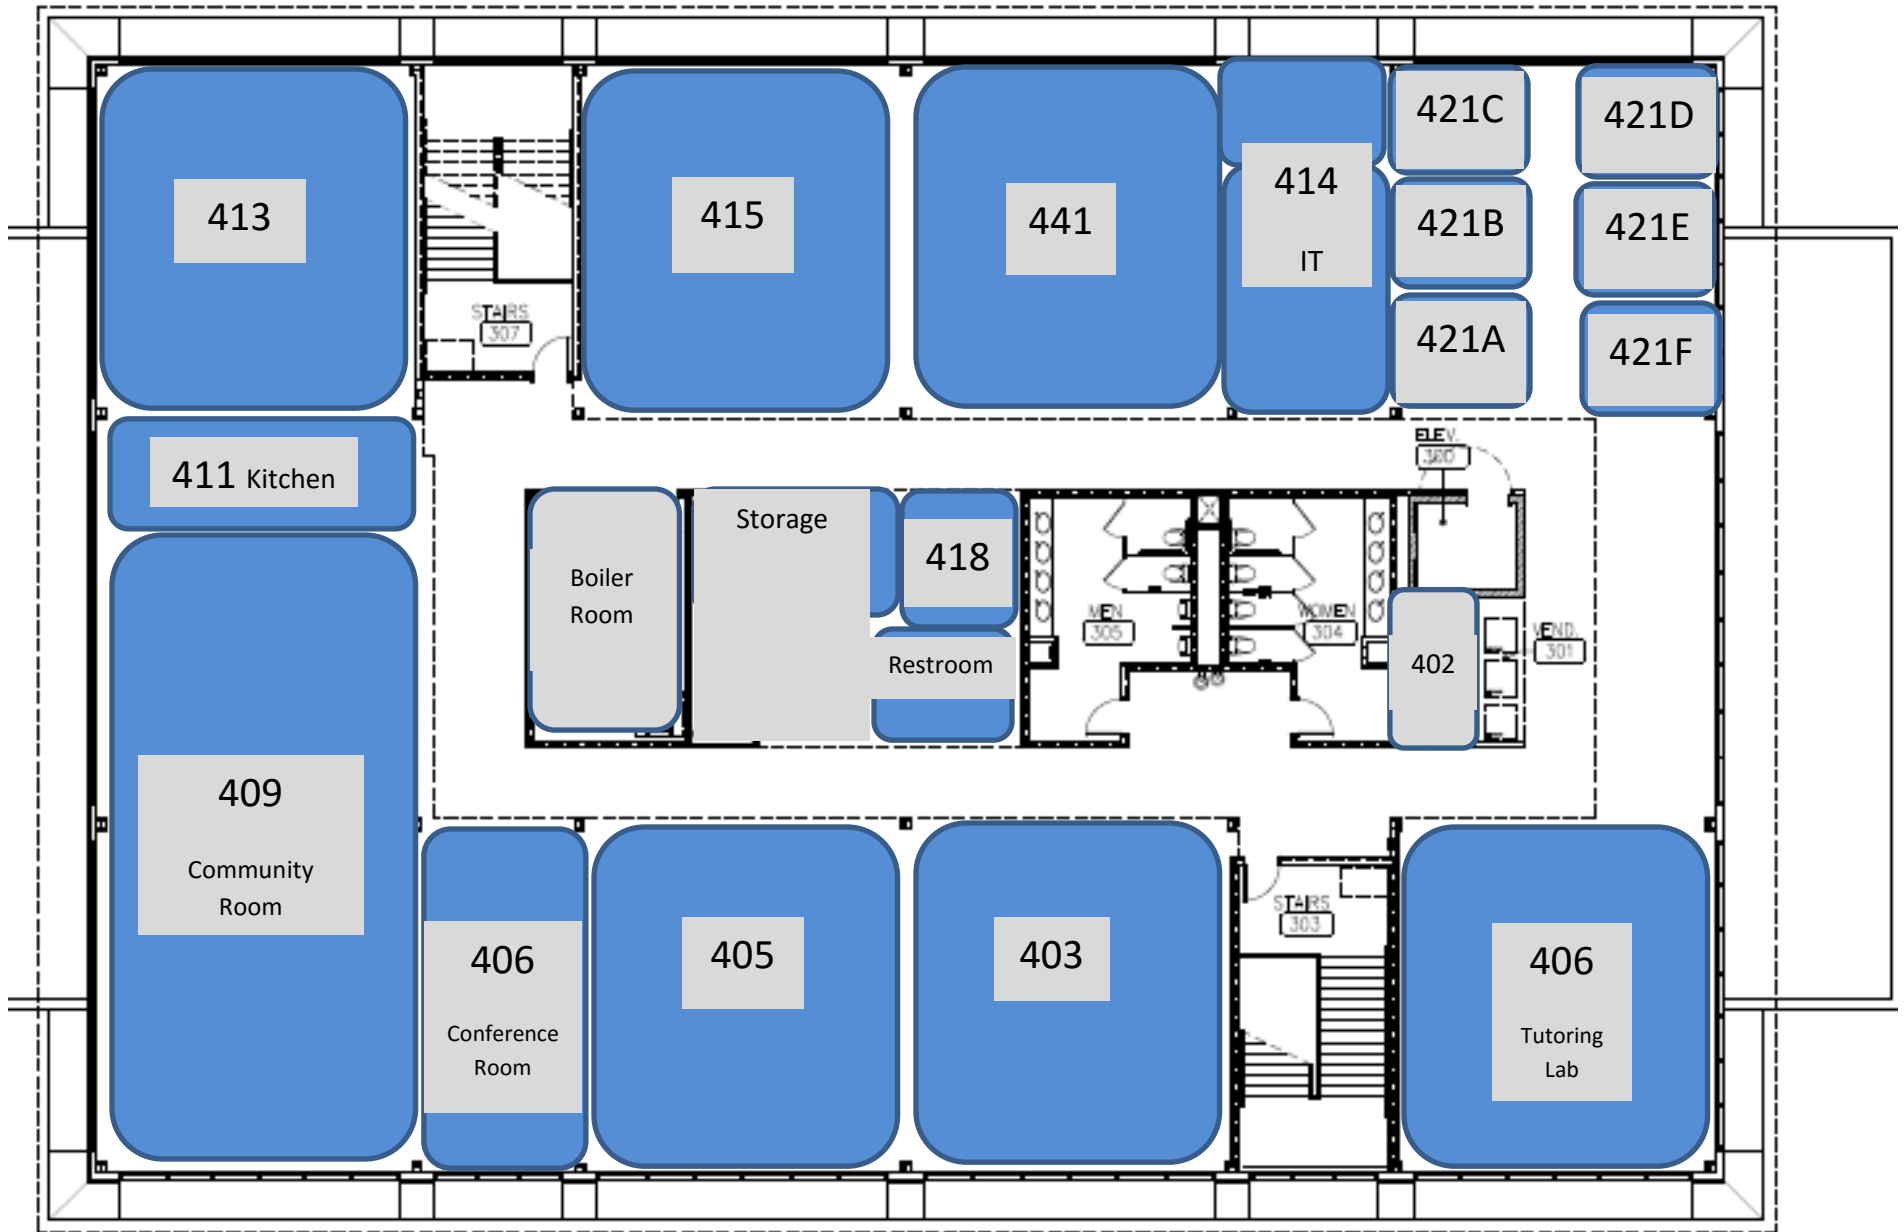 413
415
441
414
IT
421C
421D
421B
421E
421A
421F
STAIRS
307
411 Kitchen
ELEV.
300
Boiler
Room
Storage
418
Restroom
MEN
305
WOMEN
304
402
VEND.
301
409
Community
Room
406
Conference
Room
405
403
STAIRS
303
406
Tutoring
Lab